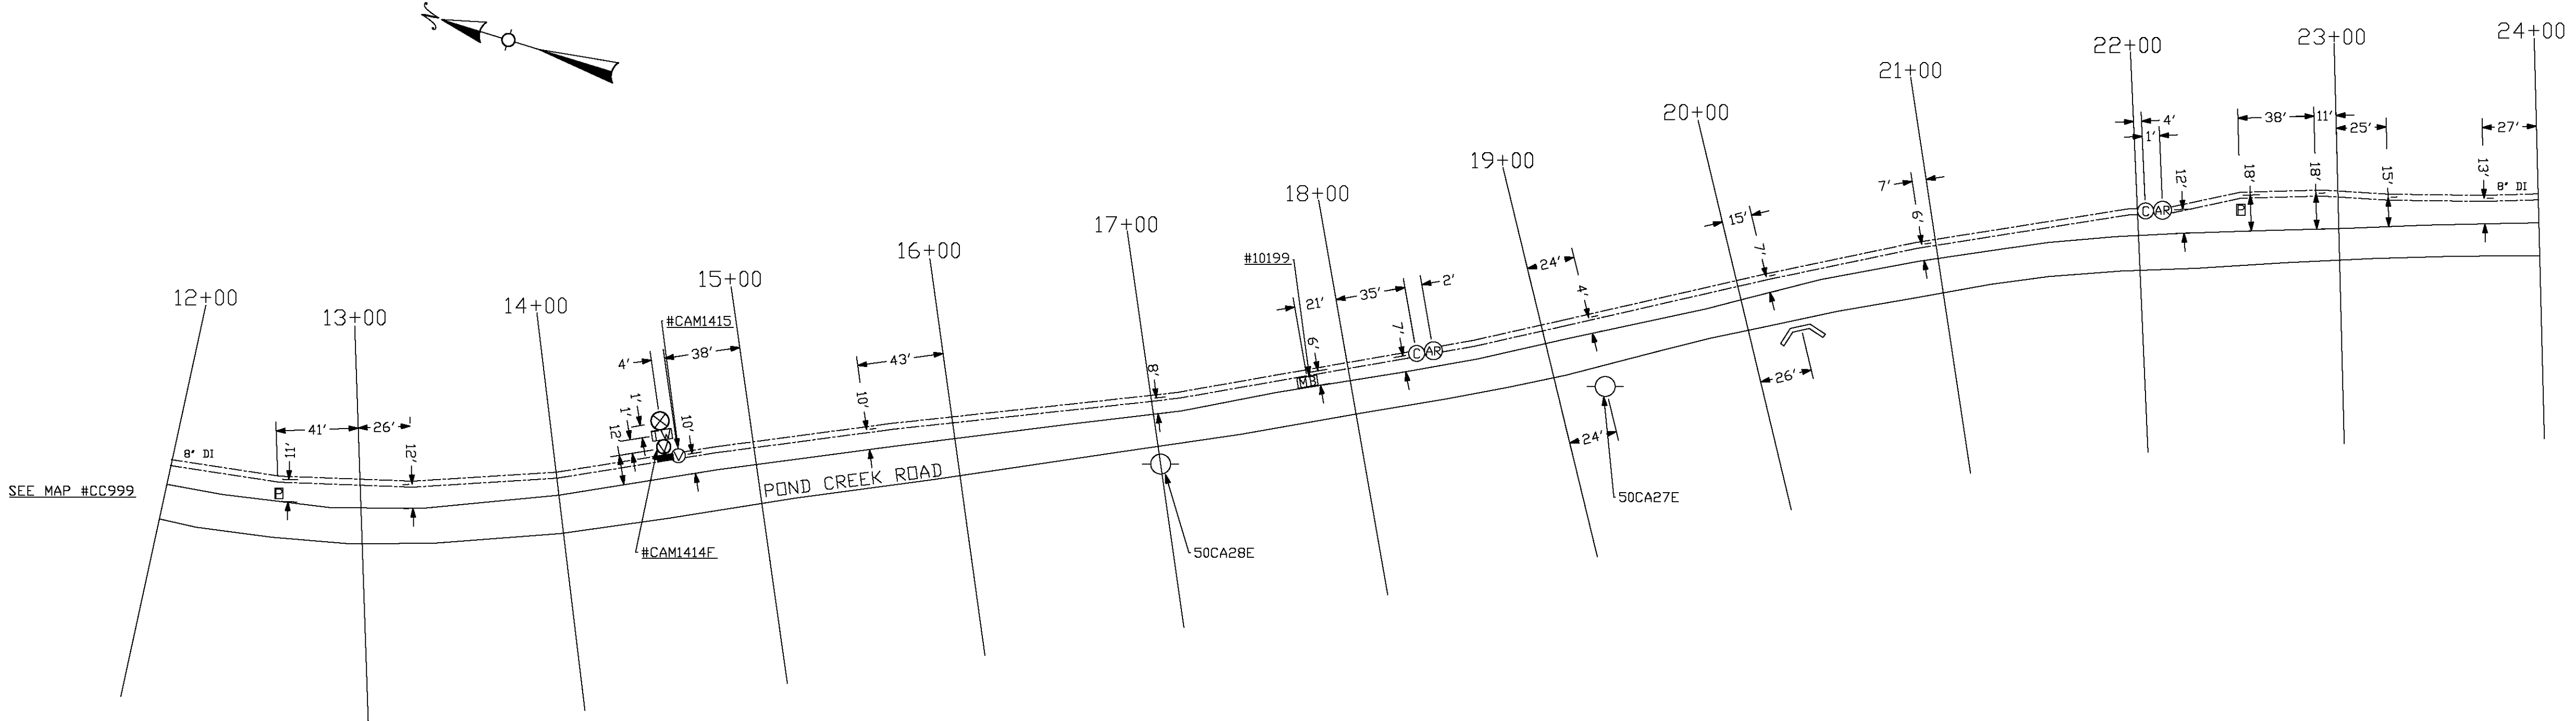 N
24+00
23+00
22+00
21+00
20+00
19+00
18+00
17+00
16+00
15+00
14+00
13+00
12+00
4'
1'
38'
11'
25'
27'
12'
18'
18'
15'
13'
8" DI
C
AR
P
7'
6'
15'
7'
24'
4'
#10199
21'
35'
2'
6'
7'
MB
C
AR
26'
24'
50CA27E
8'
50CA28E
43'
10'
#CAM1415
4'
38'
1'
1'
12'
10'
TW
V
V
#CAM1414F
POND CREEK ROAD
41'
26'
11'
12'
8" DI
P
SEE MAP #CC999